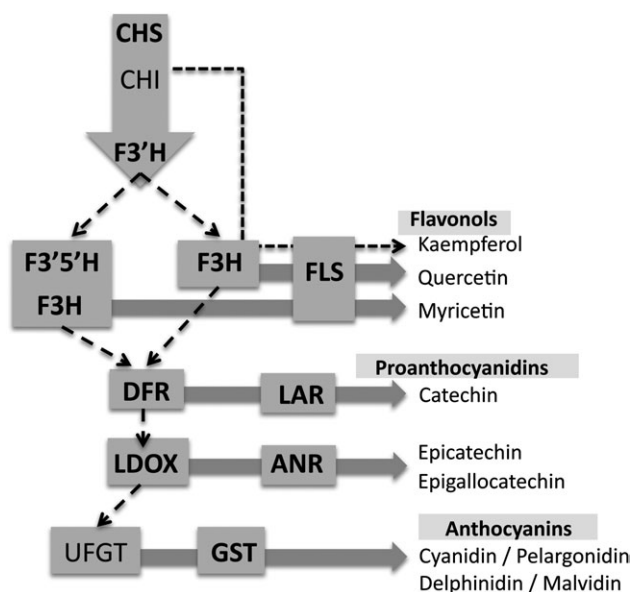 CHS
CHI
F3’H
Flavonols
Kaempferol
F3’5’H
F3H
F3H
FLS
Quercetin
Myricetin
Proanthocyanidins
DFR
LAR
Catechin
LDOX
ANR
Epicatechin
Epigallocatechin
Anthocyanins
UFGT
GST
Cyanidin / Pelargonidin
Delphinidin / Malvidin